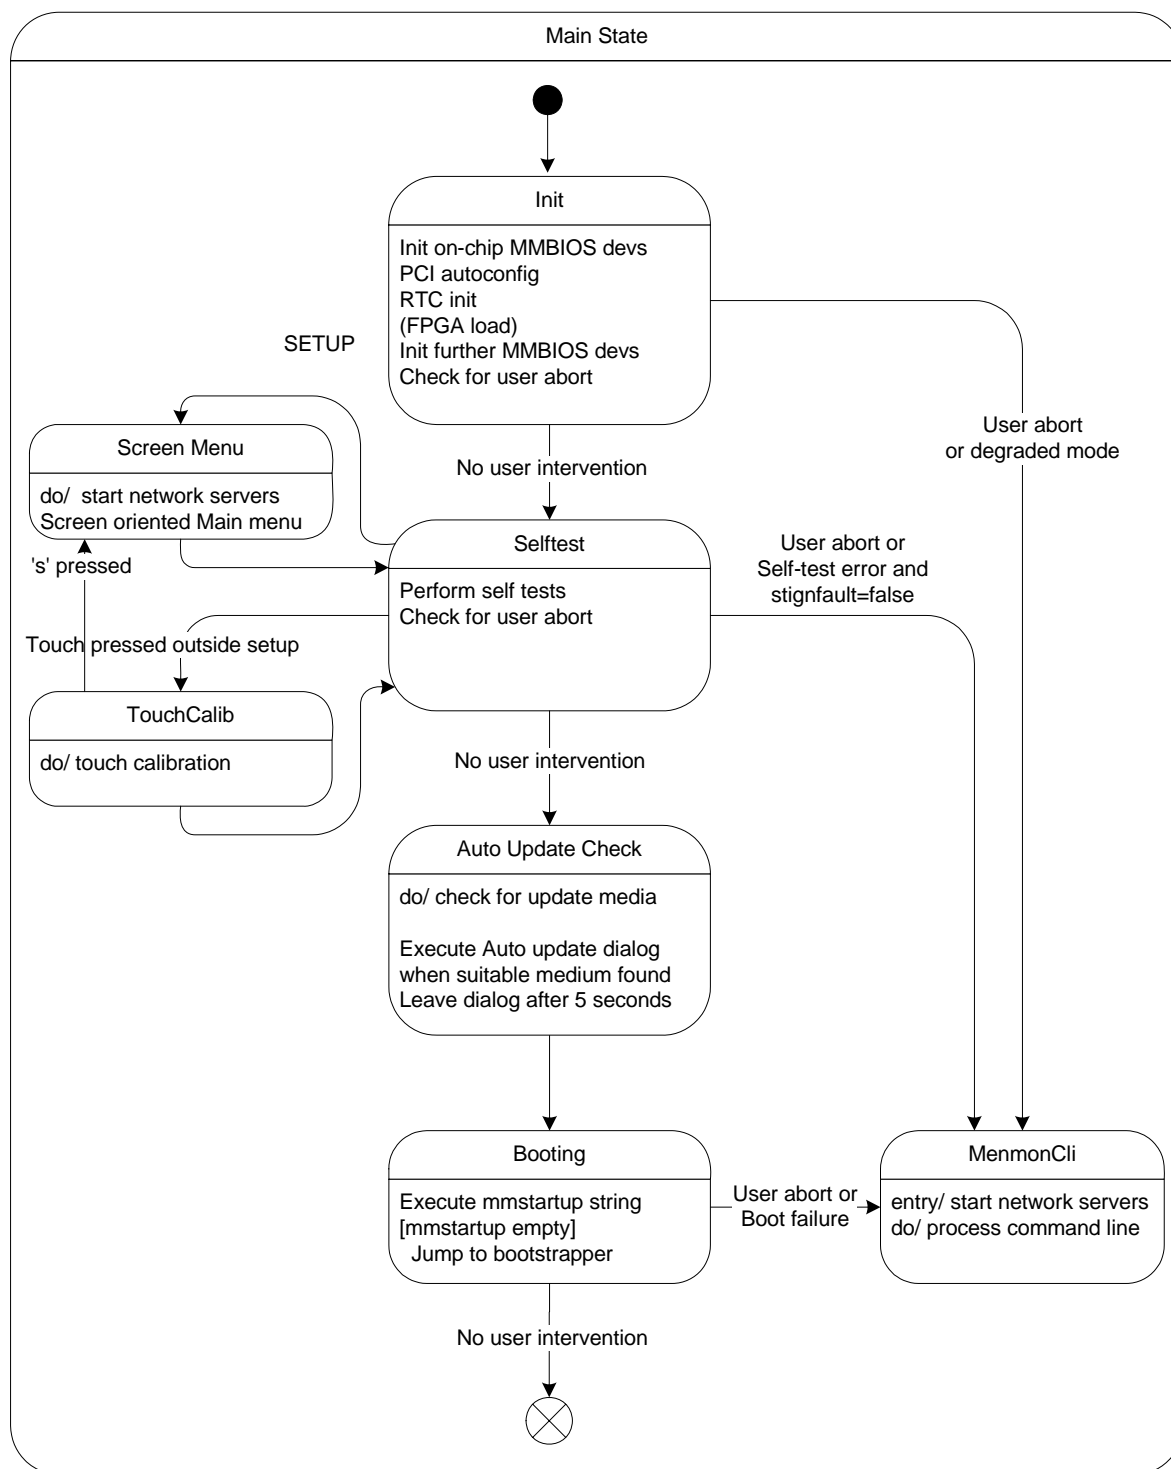 Main State
Init
Init on-chip MMBIOS devs
PCI autoconfig
RTC init
(FPGA load)
Init further MMBIOS devs
Check for user abort
SETUP
User abort
or degraded mode
Screen Menu
do/  start network servers
Screen oriented Main menu
No user intervention
's' pressed
Selftest
Perform self tests
Check for user abort
User abort or
Self-test error and
stignfault=false
Touch pressed outside setup
TouchCalib
do/ touch calibration
No user intervention
Auto Update Check
do/ check for update media
Execute Auto update dialog
when suitable medium found
Leave dialog after 5 seconds
Booting
Execute mmstartup string
[mmstartup empty]
Jump to bootstrapper
User abort or
Boot failure
MenmonCli
entry/ start network servers
do/ process command line
No user intervention